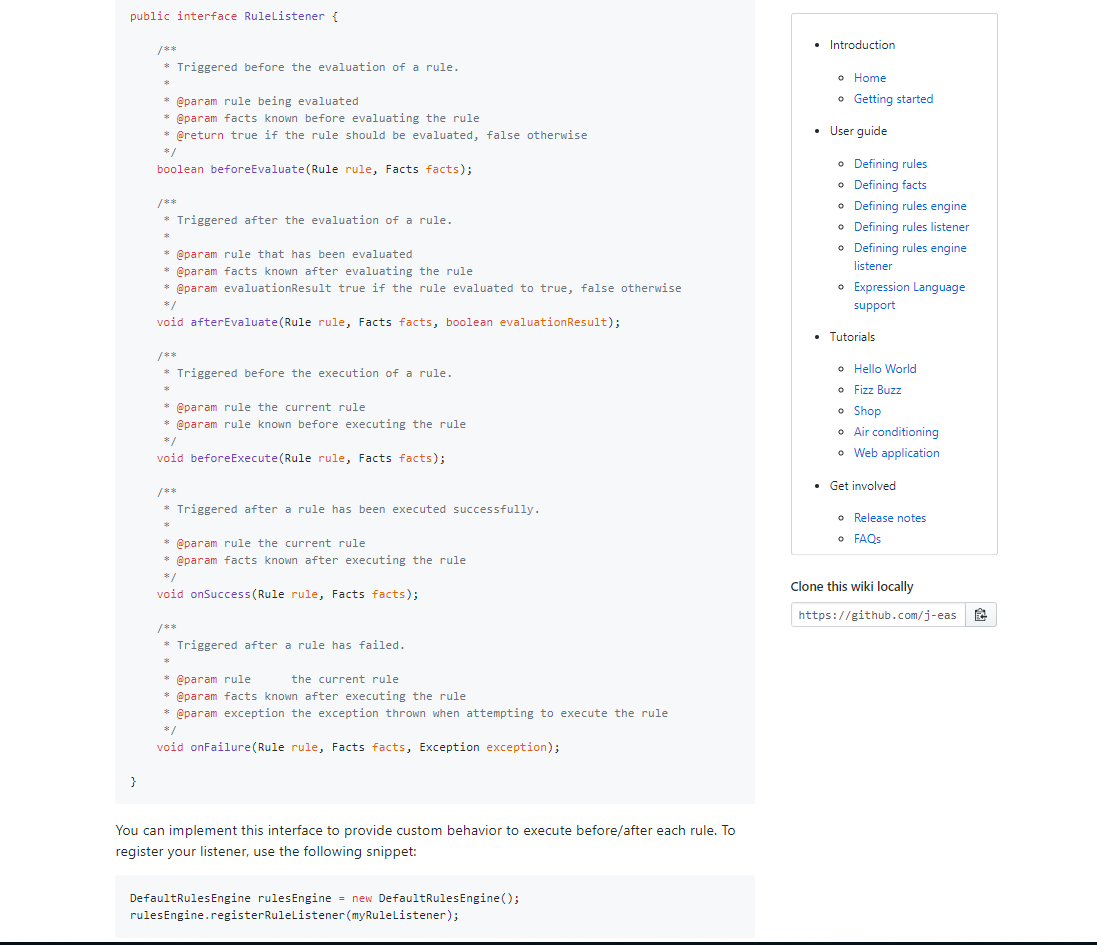 public interface RuleListener {
/**
* Triggered before the evaluation of a rule.
*
* @param rule being evaluated
* @param facts known before evaluating the rule
* @return true if the rule should be evaluated, false otherwise
*/
boolean beforeEvaluate(Rule rule, Facts facts);
/**
* Triggered after the evaluation of a rule.
*
* @param rule that has been evaluated
* @param facts known after evaluating the rule
* @param evaluationResult true if the rule evaluated to true, false otherwise
*/
void afterEvaluate(Rule rule, Facts facts, boolean evaluationResult);
/**
* Triggered before the execution of a rule.
*
* @param rule the current rule
* @param rule known before executing the rule
*/
void beforeExecute(Rule rule, Facts facts);
/**
* Triggered after a rule has been executed successfully.
*
* @param rule the current rule
* @param facts known after executing the rule
*/
void onSuccess(Rule rule, Facts facts);
/**
* Triggered after a rule has failed.
*
* @param rule      the current rule
* @param facts known after executing the rule
* @param exception the exception thrown when attempting to execute the rule
*/
void onFailure(Rule rule, Facts facts, Exception exception);
}
You can implement this interface to provide custom behavior to execute before/after each rule. To
register your listener, use the following snippet:
DefaultRulesEngine rulesEngine = new DefaultRulesEngine();
rulesEngine.registerRuleListener(myRuleListener);
Introduction
Home
Getting started
User guide
Defining rules
Defining facts
Defining rules engine
Defining rules listener
Defining rules engine
listener
Expression Language
support
Tutorials
Hello World
Fizz Buzz
Shop
Air conditioning
Web application
Get involved
Release notes
FAQs
Clone this wiki locally
https://github.com/j-eas